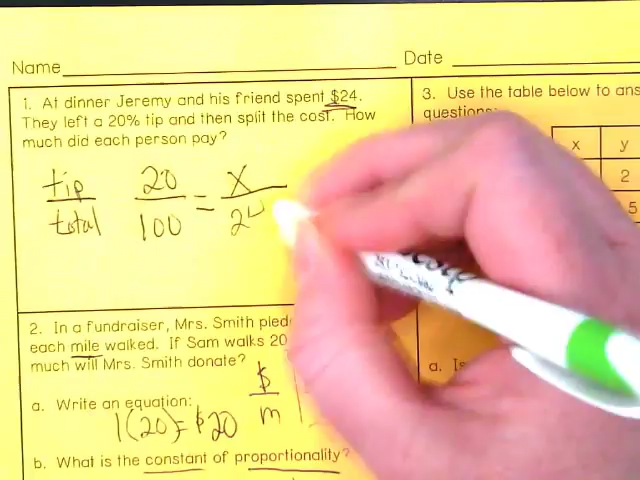 Name
Date
1. At dinner Jeremy and his friend spent $24.
They left a 20% tip and then split the cost. How
much did each person pay?
tip 20 = x
total 100 24
2. In a fundraiser, Mrs. Smith
each mile walked. If Sam walks 20
much will Mrs. Smith donate?
$
m
a. Write an equation:
1(20)=$20
b. What is the constant of proportionality?
3. Use the table below to
questions:
x y
2
5
a.